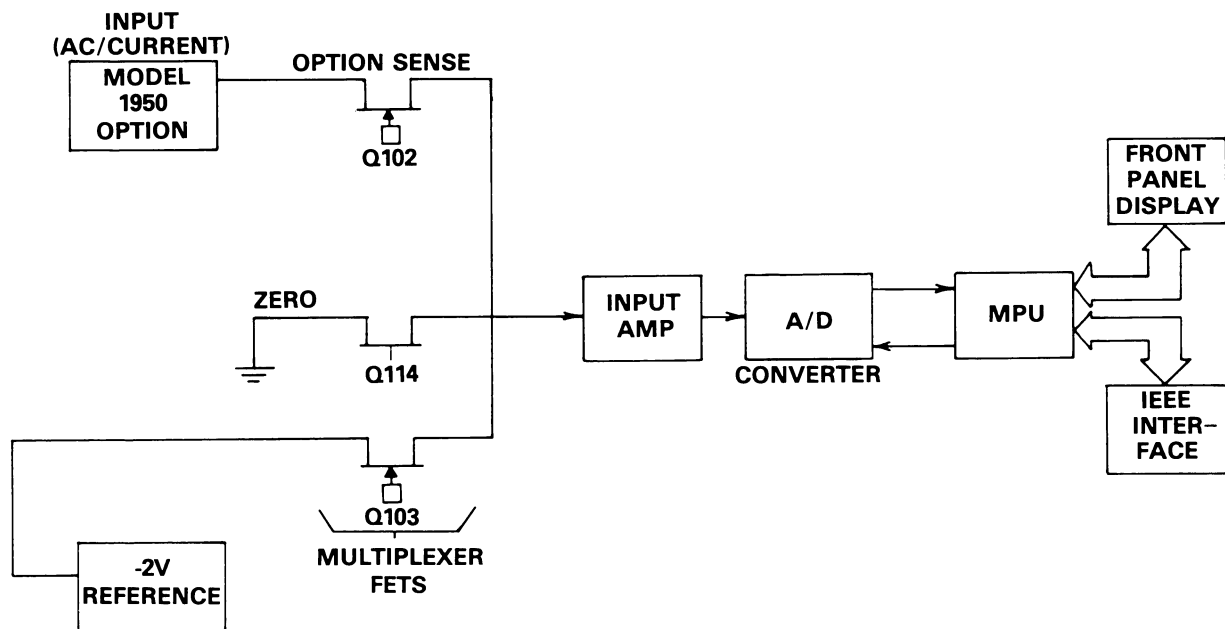 INPUT
(AC/CURRENT)
MODEL
1950
OPTION
OPTION SENSE
Q102
ZERO
Q114
Q103
MULTIPLEXER
FETS
-2V
REFERENCE
INPUT
AMP
A/D
CONVERTER
MPU
FRONT
PANEL
DISPLAY
IEEE
INTER-
FACE